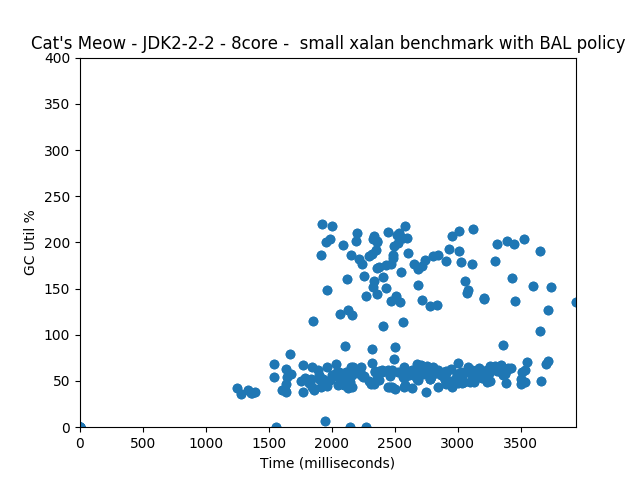 Cat's Meow - JDK2-2-2 - 8core -  small xalan benchmark with BAL policy
400
350
300
250
200
150
100
50
0
GC Util %
0 500 1000 1500 2000 2500 3000 3500
Time (milliseconds)